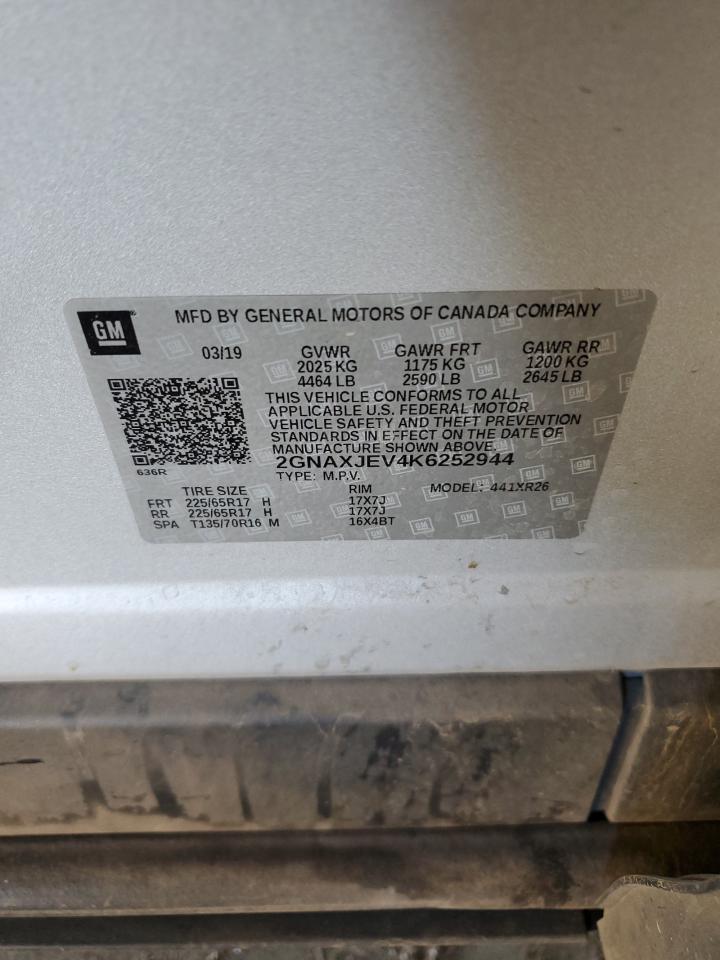 GM
MFD BY GENERAL MOTORS OF CANADA COMPANY
03/19 GVWR GAWR FRT GAWR RR
2025 KG 1175 KG 1200 KG
4464 LB 2590 LB 2645 LB
THIS VEHICLE CONFORMS TO ALL
APPLICABLE U.S. FEDERAL MOTOR
VEHICLE SAFETY AND THEFT PREVENTION
STANDARDS IN EFFECT ON THE DATE OF
MANUFACTURE SHOWN ABOVE.
2GNAXJEV4K6252944
636R
TYPE: M.P.V.
TIRE SIZE RIM MODEL: 441XR26
FRT 225/65R17 H 17X7J
RR 225/65R17 H 17X7J
SPA T135/70R16 M 16X4BT